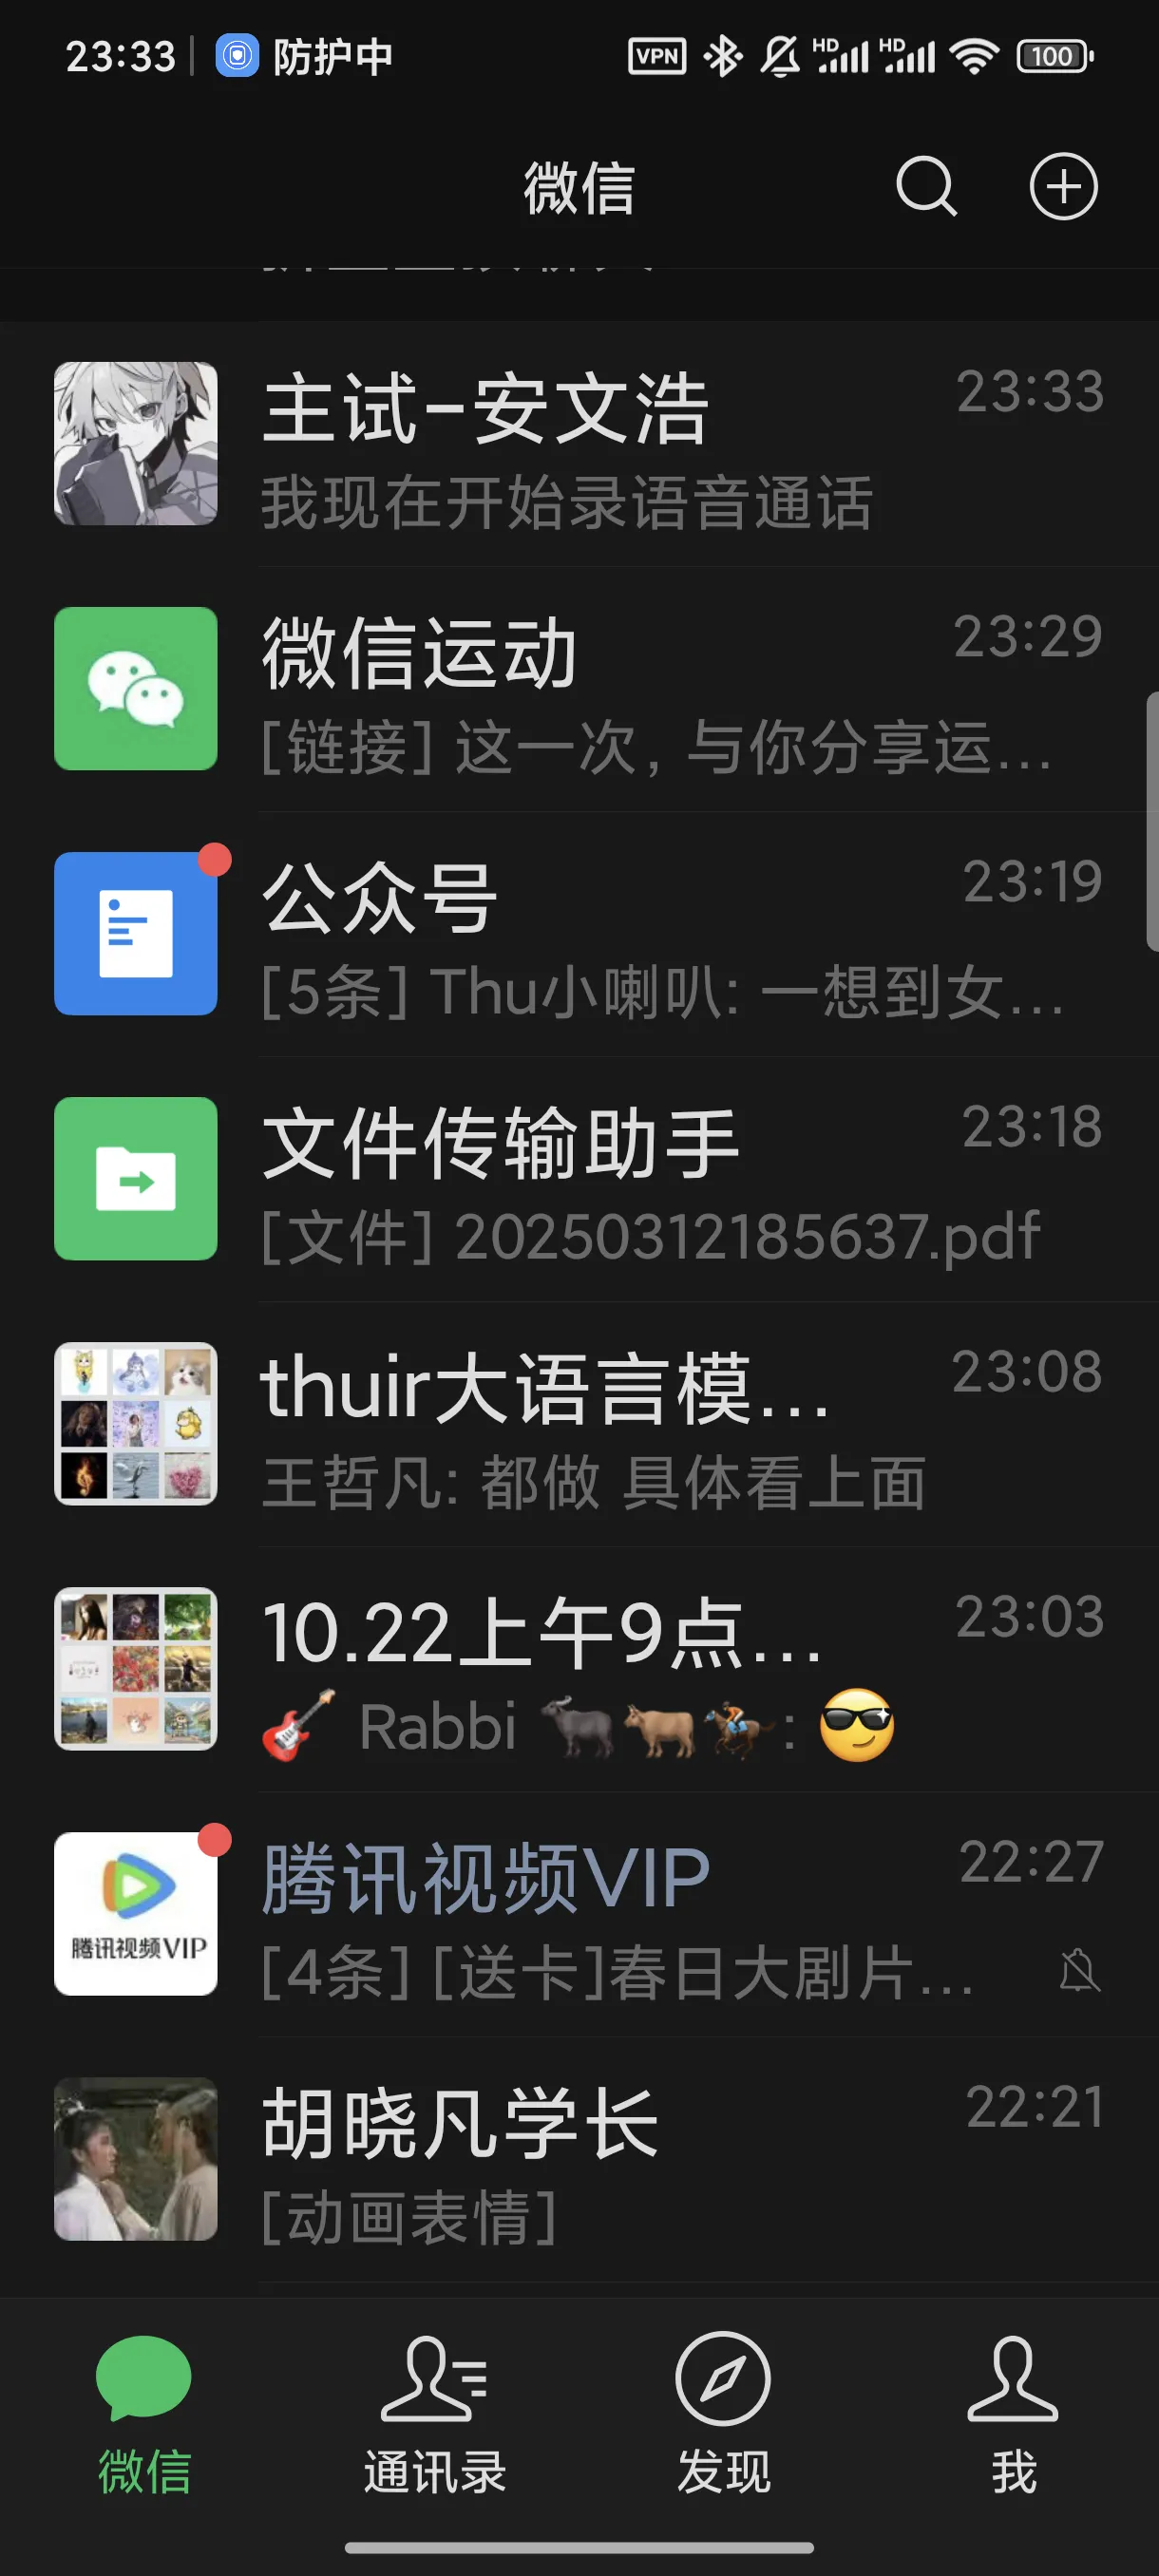 23:33 防护中 VPN HD HD 100
微信
主试-安文浩 23:33
我现在开始录语音通话
微信运动 23:29
[链接] 这一次, 与你分享运...
公众号 23:19
[5条] Thu小喇叭: 一想到女...
文件传输助手 23:18
[文件] 20250312185637.pdf
thuir大语言模... 23:08
王哲凡: 都做 具体看上面
10.22上午9点... 23:03
🎸 Rabbi 🐃🐂🏇: 😎
腾讯视频VIP 22:27
腾讯视频VIP
[4条] [送卡]春日大剧片...
胡晓凡学长 22:21
[动画表情]
微信 通讯录 发现 我